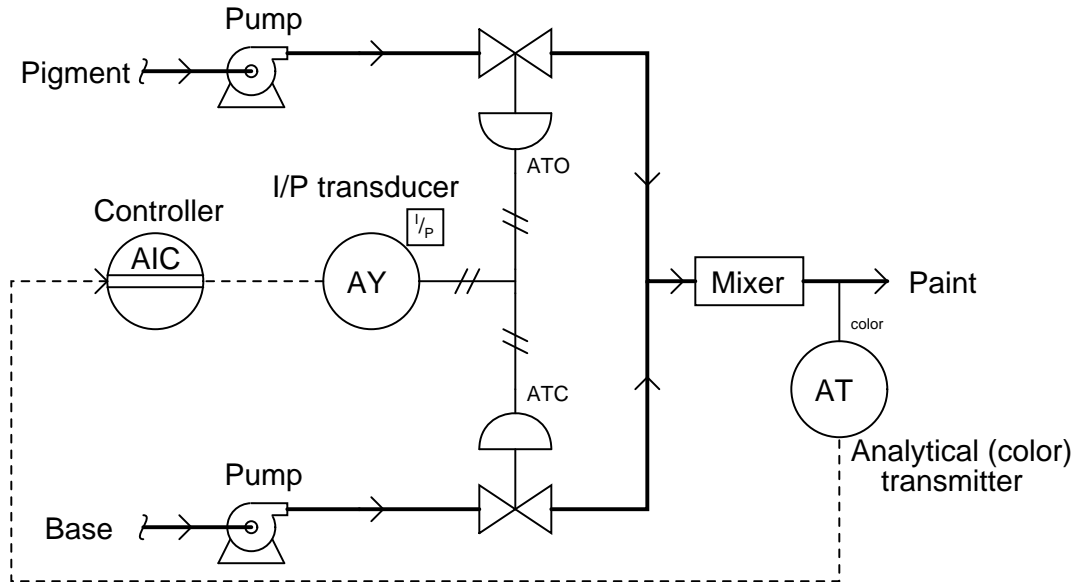 Pump
Pigment
ATO
I/P transducer
I/P
Controller
AIC
AY
Mixer
Paint
color
ATC
AT
Analytical (color)
transmitter
Pump
Base